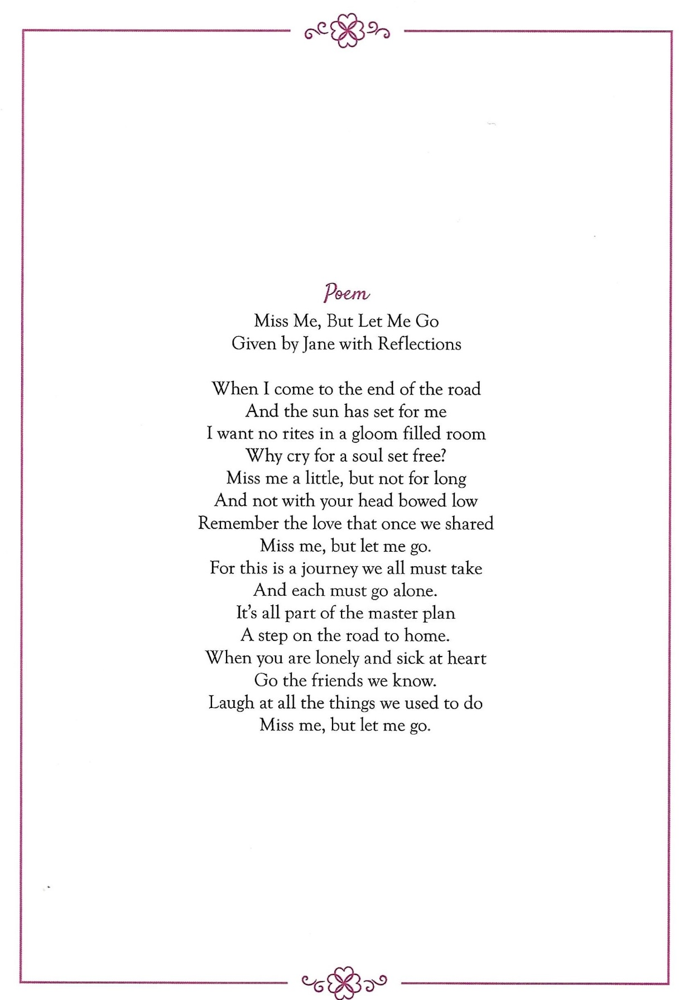 Poem
Miss Me, But Let Me Go
Given by Jane with Reflections
When I come to the end of the road
And the sun has set for me
I want no rites in a gloom filled room
Why cry for a soul set free?
Miss me a little, but not for long
And not with your head bowed low
Remember the love that once we shared
Miss me, but let me go.
For this is a journey we all must take
And each must go alone.
It's all part of the master plan
A step on the road to home.
When you are lonely and sick at heart
Go the friends we know.
Laugh at all the things we used to do
Miss me, but let me go.